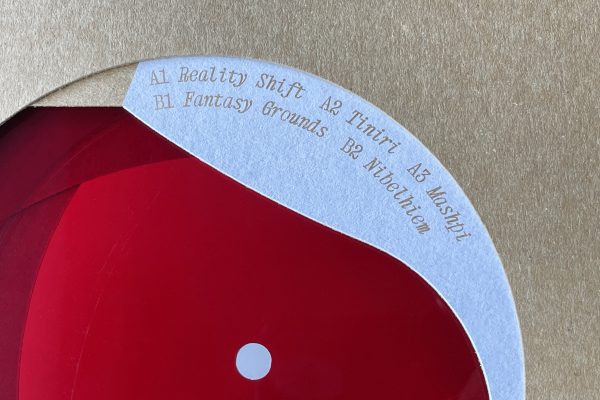 A1 Reality Shift A2 Tiniri A3 Mashpi
B1 Fantasy Grounds B2 Nibelhiem